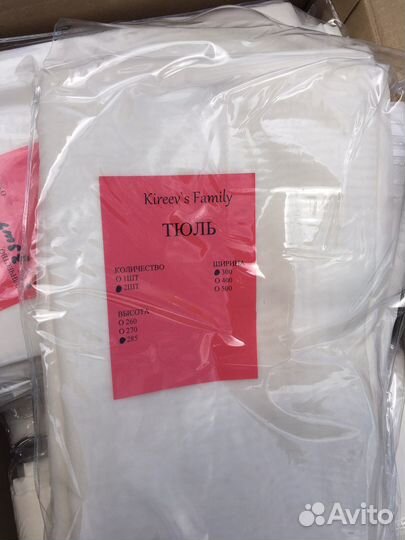 Kireev's Family
ТЮЛЬ
КОЛИЧЕСТВО
О 1ШТ
2ШТ
ШИРИНА
300
О 400
О 500
ВЫСОТА
О 260
О 270
285
Avito